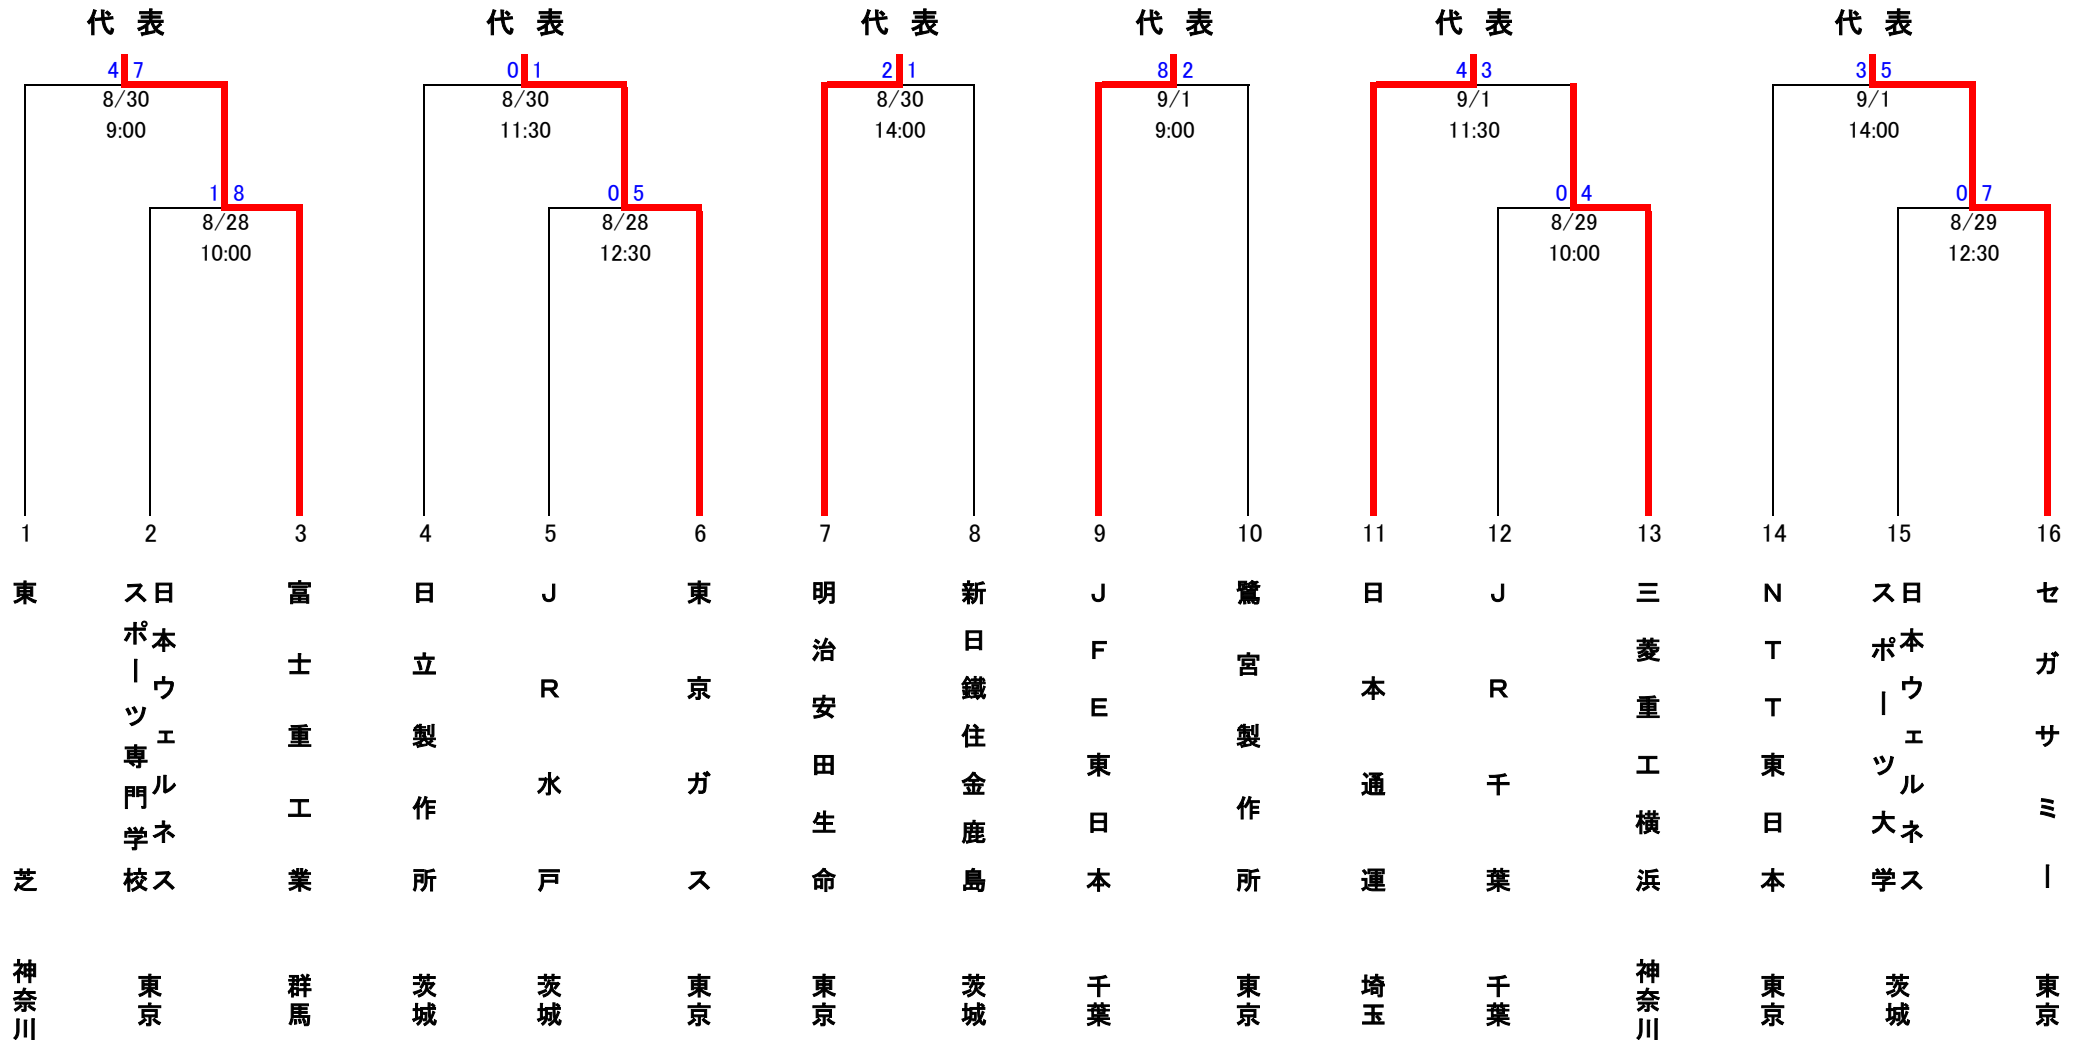 代 表
代 表
代 表
代 表
代 表
代 表
4 7
8/30
9:00
0 1
8/30
11:30
2 1
8/30
14:00
8 2
9/1
9:00
4 3
9/1
11:30
3 5
9/1
14:00
1 8
8/28
10:00
0 5
8/28
12:30
0 4
8/29
10:00
0 7
8/29
12:30
1
2
3
4
5
6
7
8
9
10
11
12
13
14
15
16
東芝
日本ウェルネス
スポーツ専門学校
富士重工業
日立製作所
JR水戸
東京ガス
明治安田生命
新日鐵住金鹿島
JFE東日本
鷺宮製作所
日本通運
JR千葉
三菱重工横浜
NTT東日本
日本ウェルネス
スポーツ大学
セガサミー
神奈川
東京
群馬
茨城
茨城
東京
東京
茨城
千葉
東京
埼玉
千葉
神奈川
東京
茨城
東京